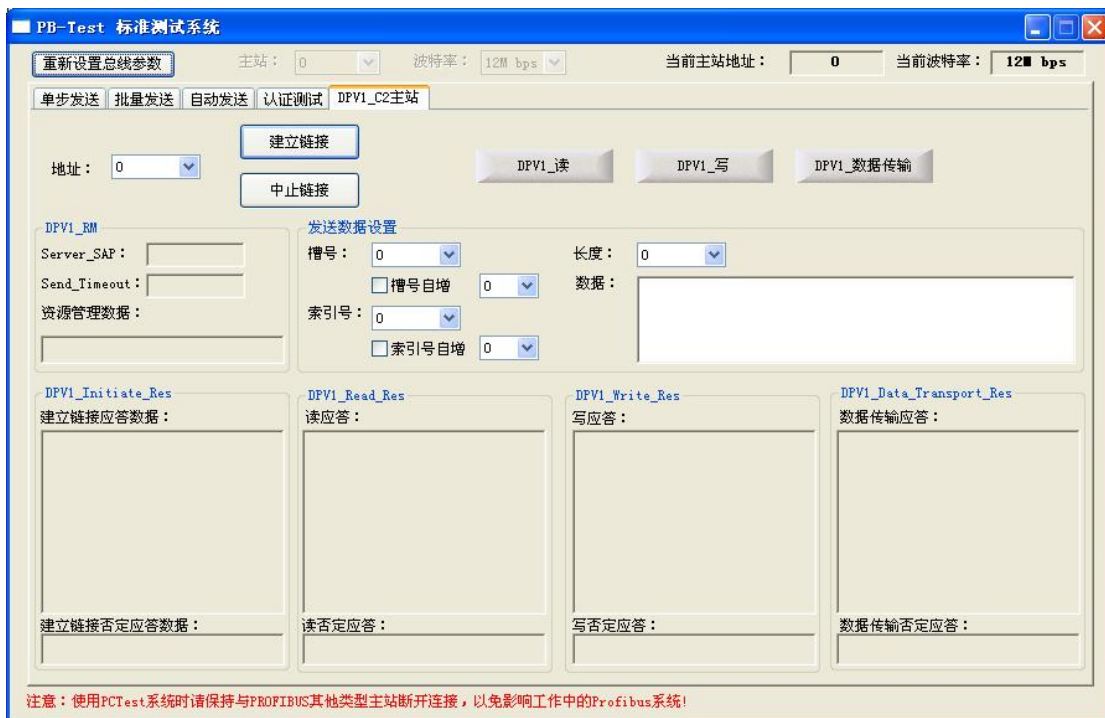 PB-Test 标准测试系统
重新设置总线参数 主站： 0 波特率： 12M bps 当前主站地址： 0 当前波特率： 12M bps
单步发送 批量发送 自动发送 认证测试 DPV1_C2主站
建立链接
地址： 0 DPV1_读 DPV1_写 DPV1_数据传输
中止链接
DPV1_RM 发送数据设置
Server_SAP： 槽号： 0 长度： 0
Send_Timeout： 槽号自增 0 数据：
资源管理数据： 索引号： 0
索引号自增 0
DPV1_Initiate_Res DPV1_Read_Res DPV1_Write_Res DPV1_Data_Transport_Res
建立链接应答数据： 读应答： 写应答： 数据传输应答：
建立链接否定应答数据： 读否定应答： 写否定应答： 数据传输否定应答：
注意：使用PCTest系统时请保持与PROFIBUS其他类型主站断开连接，以免影响工作中的Profibus系统!